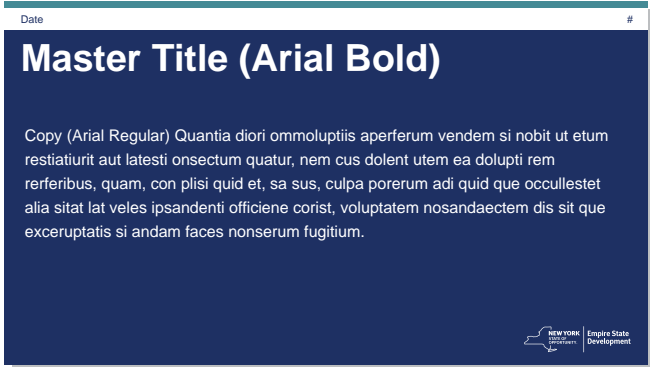 Date #
Master Title (Arial Bold)
Copy (Arial Regular) Quantia diori ommoluptiis aperferum vendem si nobit ut etum
restiatiurit aut latesti onsectum quatur, nem cus dolent utem ea dolupti rem
rerferibus, quam, con plisi quid et, sa sus, culpa porerum adi quid que occullestet
alia sitat lat veles ipsandenti officiene corist, voluptatem nosandaectem dis sit que
exceruptatis si andam faces nonserum fugitium.
NEW YORK
STATE OF
OPPORTUNITY.
Empire State
Development